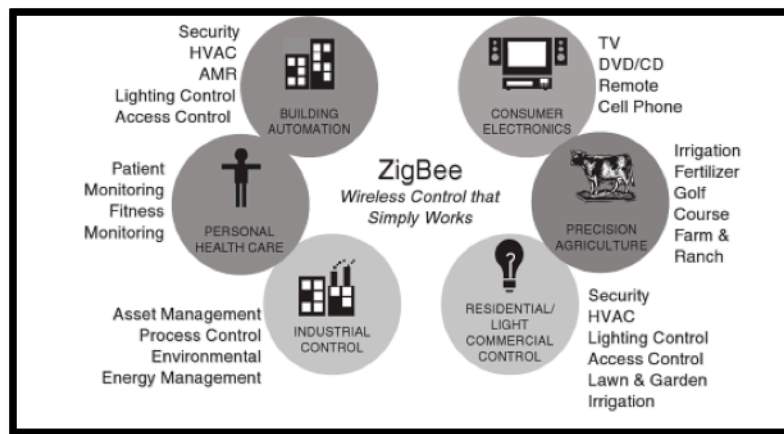 Security
HVAC
AMR
Lighting Control
Access Control
BUILDING
AUTOMATION
CONSUMER
ELECTRONICS
TV
DVD/CD
Remote
Cell Phone
Patient
Monitoring
Fitness
Monitoring
PERSONAL
HEALTH CARE
ZigBee
Wireless Control that
Simply Works
PRECISION
AGRICULTURE
Irrigation
Fertilizer
Golf
Course
Farm &
Ranch
Asset Management
Process Control
Environmental
Energy Management
INDUSTRIAL
CONTROL
?
RESIDENTIAL/
LIGHT
COMMERCIAL
CONTROL
Security
HVAC
Lighting Control
Access Control
Lawn & Garden
Irrigation